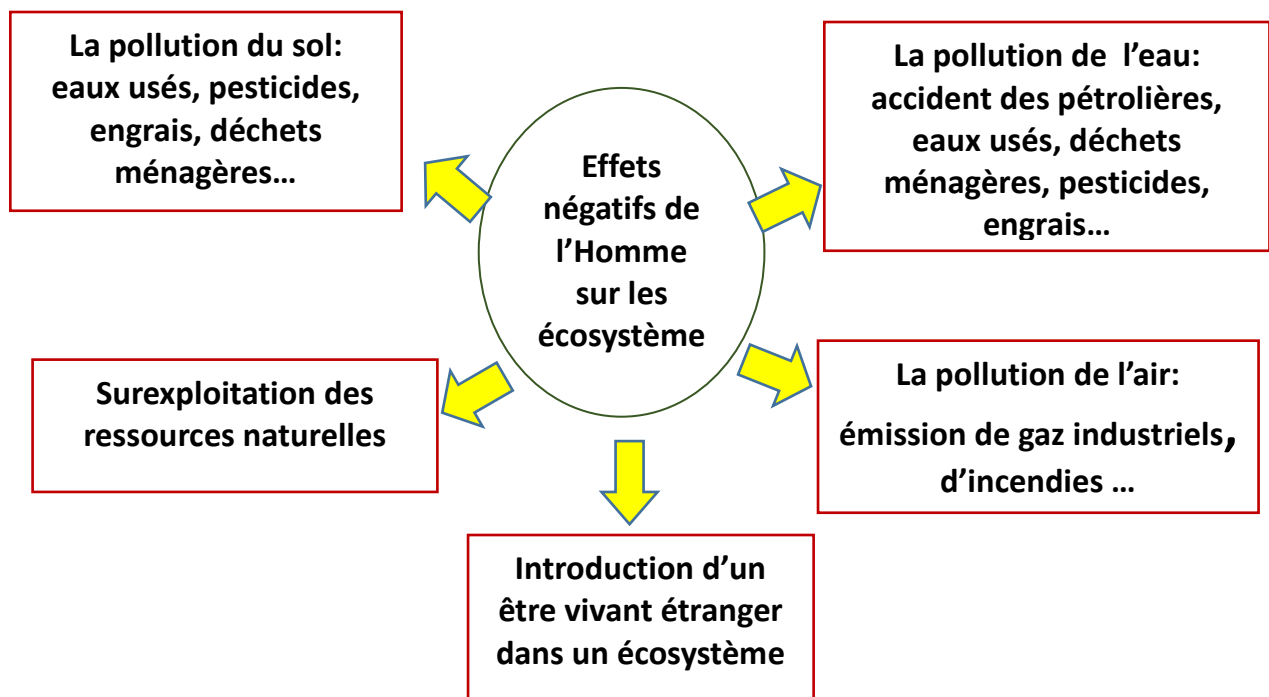 La pollution du sol:
eaux usés, pesticides,
engrais, déchets
ménagères…
La pollution de  l’eau:
accident des pétrolières,
eaux usés, déchets
ménagères, pesticides,
engrais…
Effets
négatifs de
l’Homme
sur les
écosystème
Surexploitation des
ressources naturelles
La pollution de l’air:
émission de gaz industriels,
d’incendies …
Introduction d’un
être vivant étranger
dans un écosystème